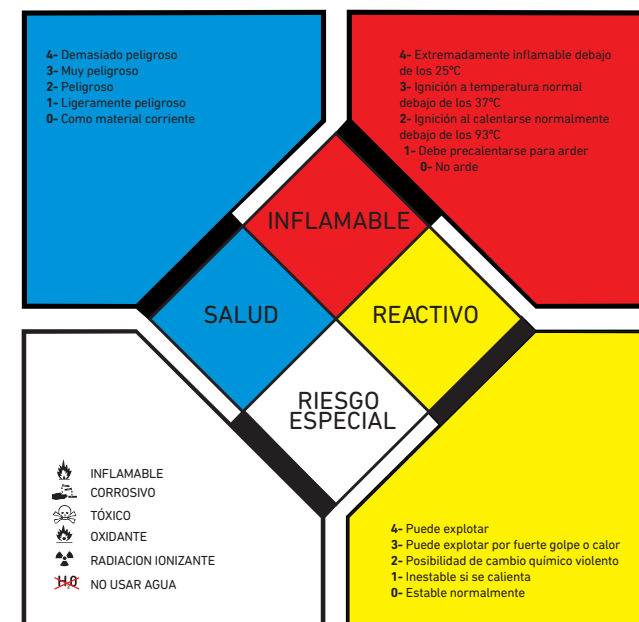 4- Demasiado peligroso
3- Muy peligroso
2- Peligroso
1- Ligeramente peligroso
0- Como material corriente
4- Extremadamente inflamable debajo
de los 25ºC
3- Ignición a temperatura normal
debajo de los 37ºC
2- Ignición al calentarse normalmente
debajo de los 93ºC
1- Debe precalentarse para arder
0- No arde
INFLAMABLE
SALUD
REACTIVO
RIESGO
ESPECIAL
INFLAMABLE
CORROSIVO
TÓXICO
OXIDANTE
RADIACION IONIZANTE
H2O NO USAR AGUA
4- Puede explotar
3- Puede explotar por fuerte golpe o calor
2- Posibilidad de cambio químico violento
1- Inestable si se calienta
0- Estable normalmente